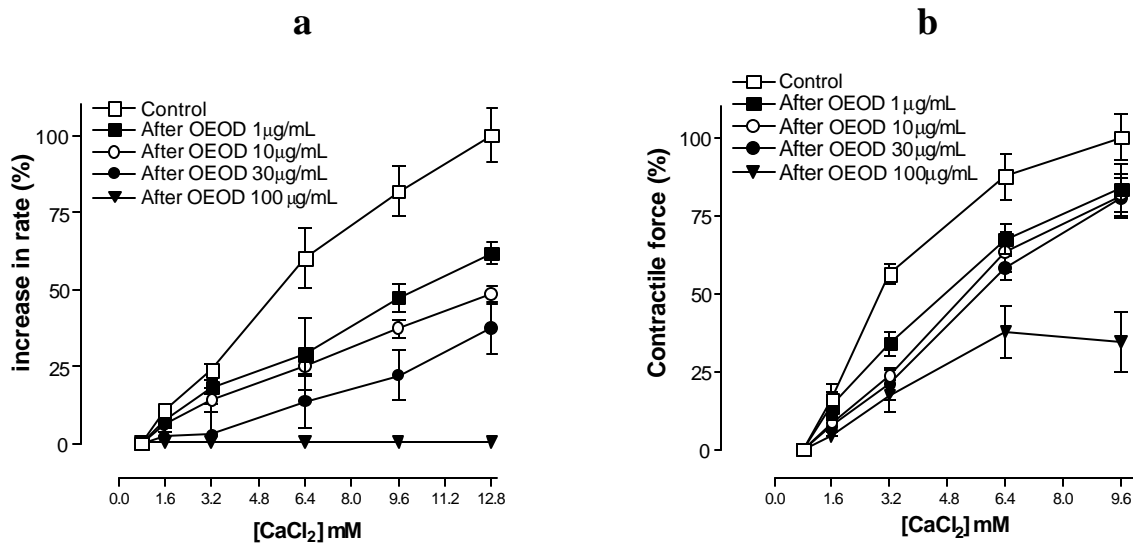 a
Control
After OEOD 1μg/mL
After OEOD 10μg/mL
After OEOD 30μg/mL
After OEOD 100 μg/mL
increase in rate (%)
100
75
50
25
0
0.0 1.6 3.2 4.8 6.4 8.0 9.6 11.2 12.8
[CaCl2] mM
b
Control
After OEOD 1μg/mL
After OEOD 10μg/mL
After OEOD 30μg/mL
After OEOD 100μg/mL
Contractile force (%)
100
75
50
25
0
0.0 1.6 3.2 4.8 6.4 8.0 9.6
[CaCl2] mM